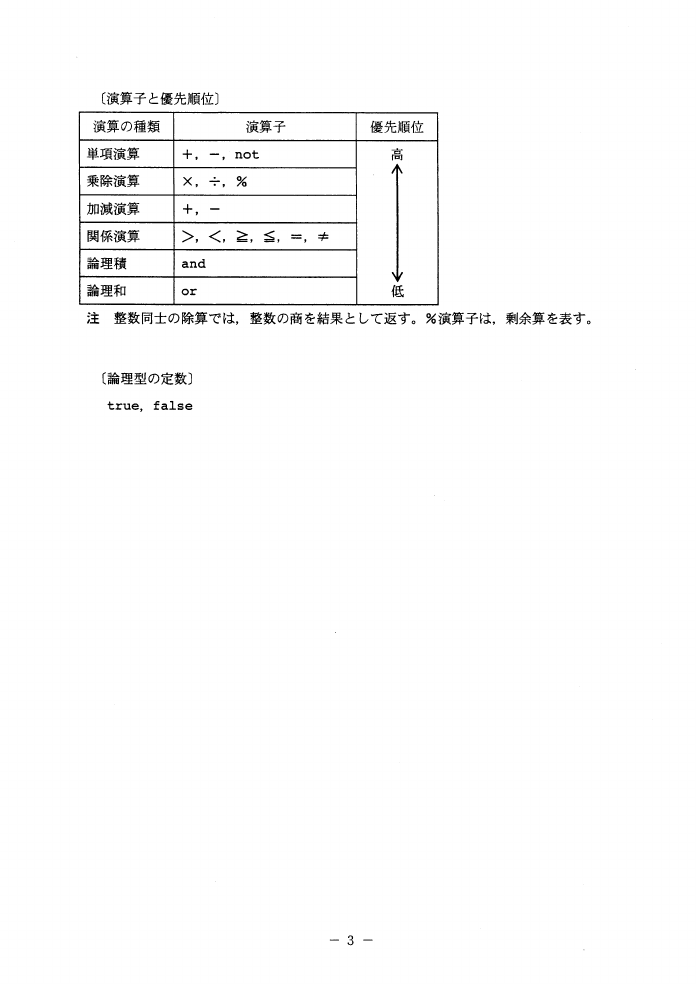 〔演算子と優先順位〕
演算の種類 演算子 優先順位
単項演算 +, −, not 高
乗除演算 ×, ÷, %
加減演算 +, −
関係演算 >, <, ≧, ≦, =, ≠
論理積 and
論理和 or 低
注 整数同士の除算では，整数の商を結果として返す。%演算子は，剰余算を表す。
〔論理型の定数〕
true, false
− 3 −